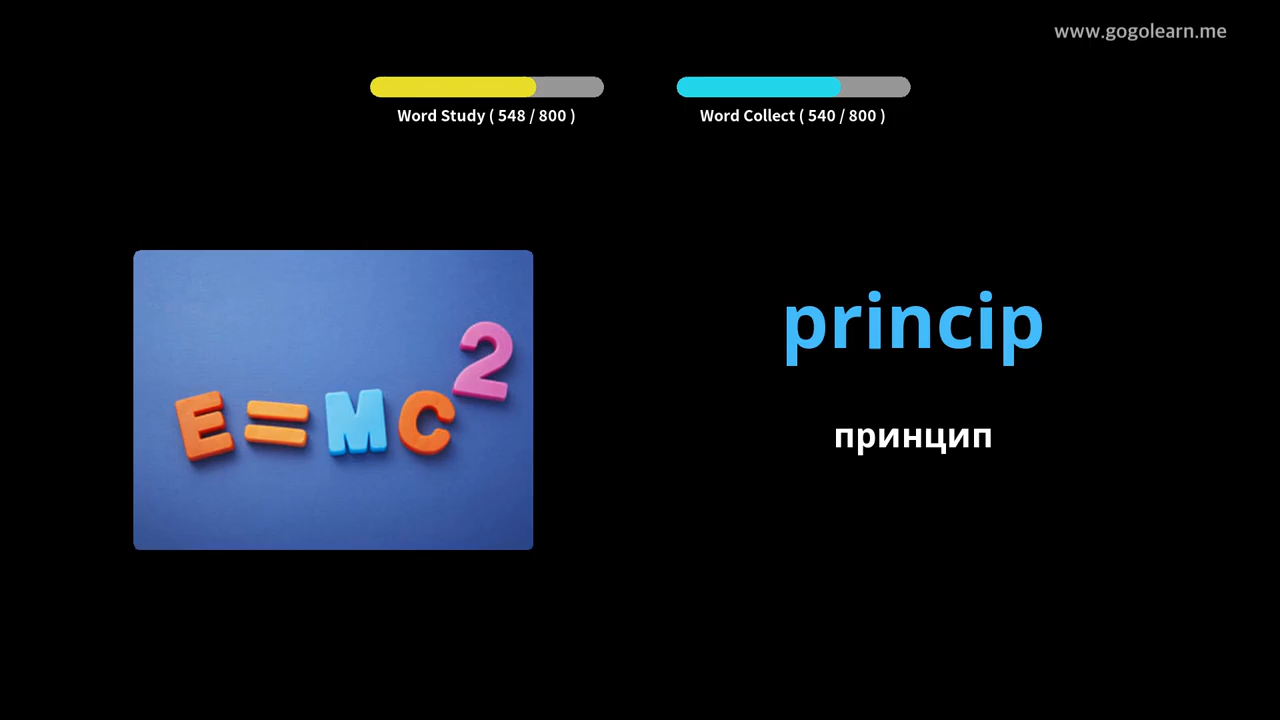 www.gogolearn.me
Word Study ( 548 / 800 )
Word Collect ( 540 / 800 )
E=MC2
princip
принцип